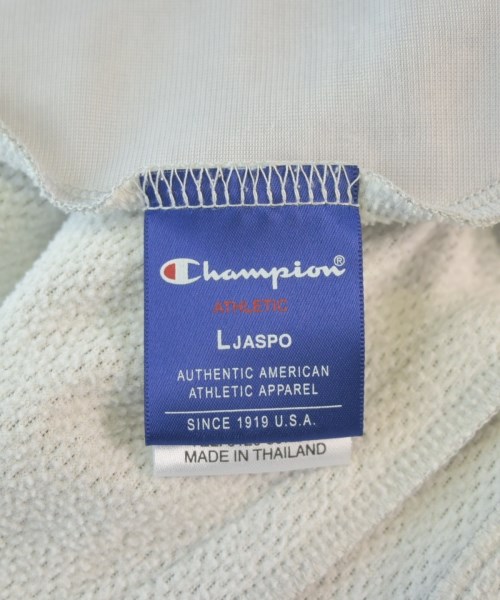 Champion®
ATHLETIC
L JASPO
AUTHENTIC AMERICAN
ATHLETIC APPAREL
SINCE 1919 U.S.A.
MADE IN THAILAND